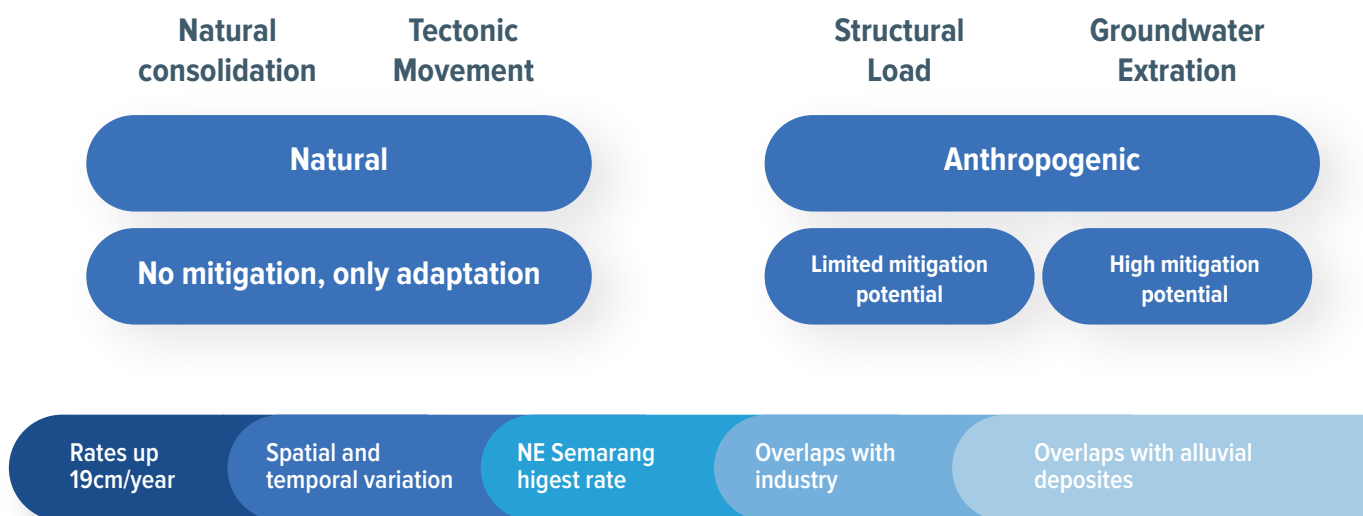 Natural
consolidation
Tectonic
Movement
Structural
Load
Groundwater
Extration
Natural
Anthropogenic
No mitigation, only adaptation
Limited mitigation
potential
High mitigation
potential
Rates up
19cm/year
Spatial and
temporal variation
NE Semarang
higest rate
Overlaps with
industry
Overlaps with alluvial
deposites